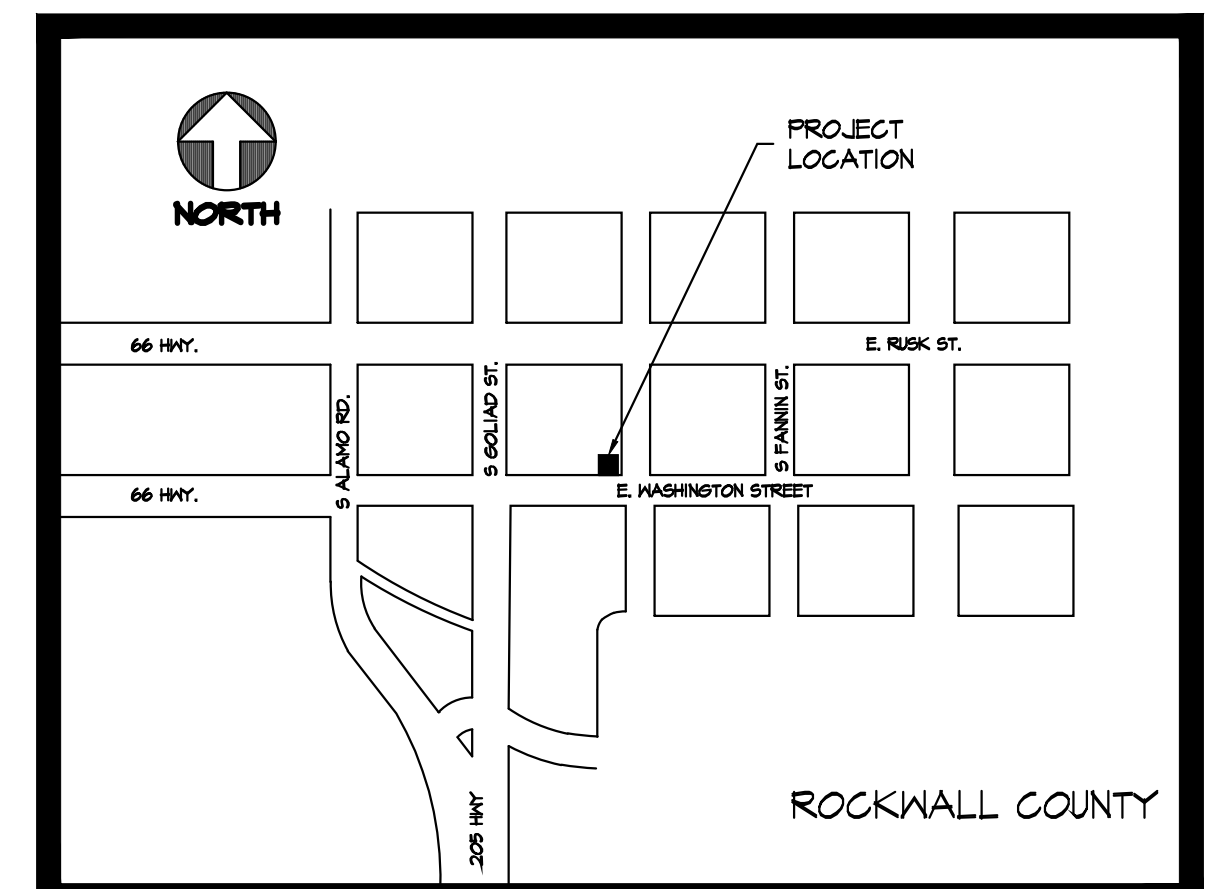 PROJECT
LOCATION
NORTH
66 HWY.
E. RUSK ST.
S ALAMO RD.
S GOLIAD ST.
S FANNIN ST.
66 HWY.
E. WASHINGTON STREET
205 HWY
ROCKWALL COUNTY